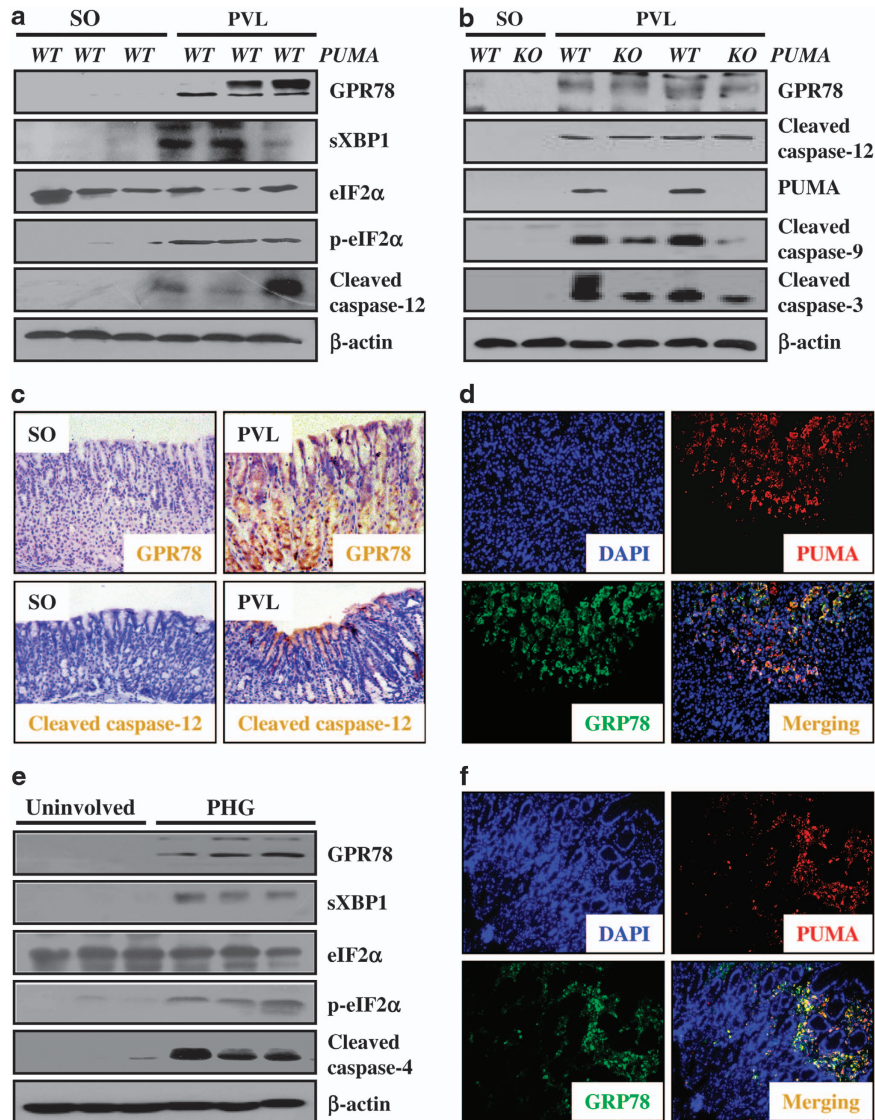 a
SO PVL
WT WT WT WT WT WT PUMA
GPR78
sXBP1
eIF2α
p-eIF2α
Cleaved
caspase-12
β-actin
b
SO PVL
WT KO WT KO WT KO PUMA
GPR78
Cleaved
caspase-12
PUMA
Cleaved
caspase-9
Cleaved
caspase-3
β-actin
c
SO
GPR78
PVL
GPR78
SO
Cleaved caspase-12
PVL
Cleaved caspase-12
d
DAPI
PUMA
GRP78
Merging
e
Uninvolved PHG
GPR78
sXBP1
eIF2α
p-eIF2α
Cleaved
caspase-4
β-actin
f
DAPI
PUMA
GRP78
Merging